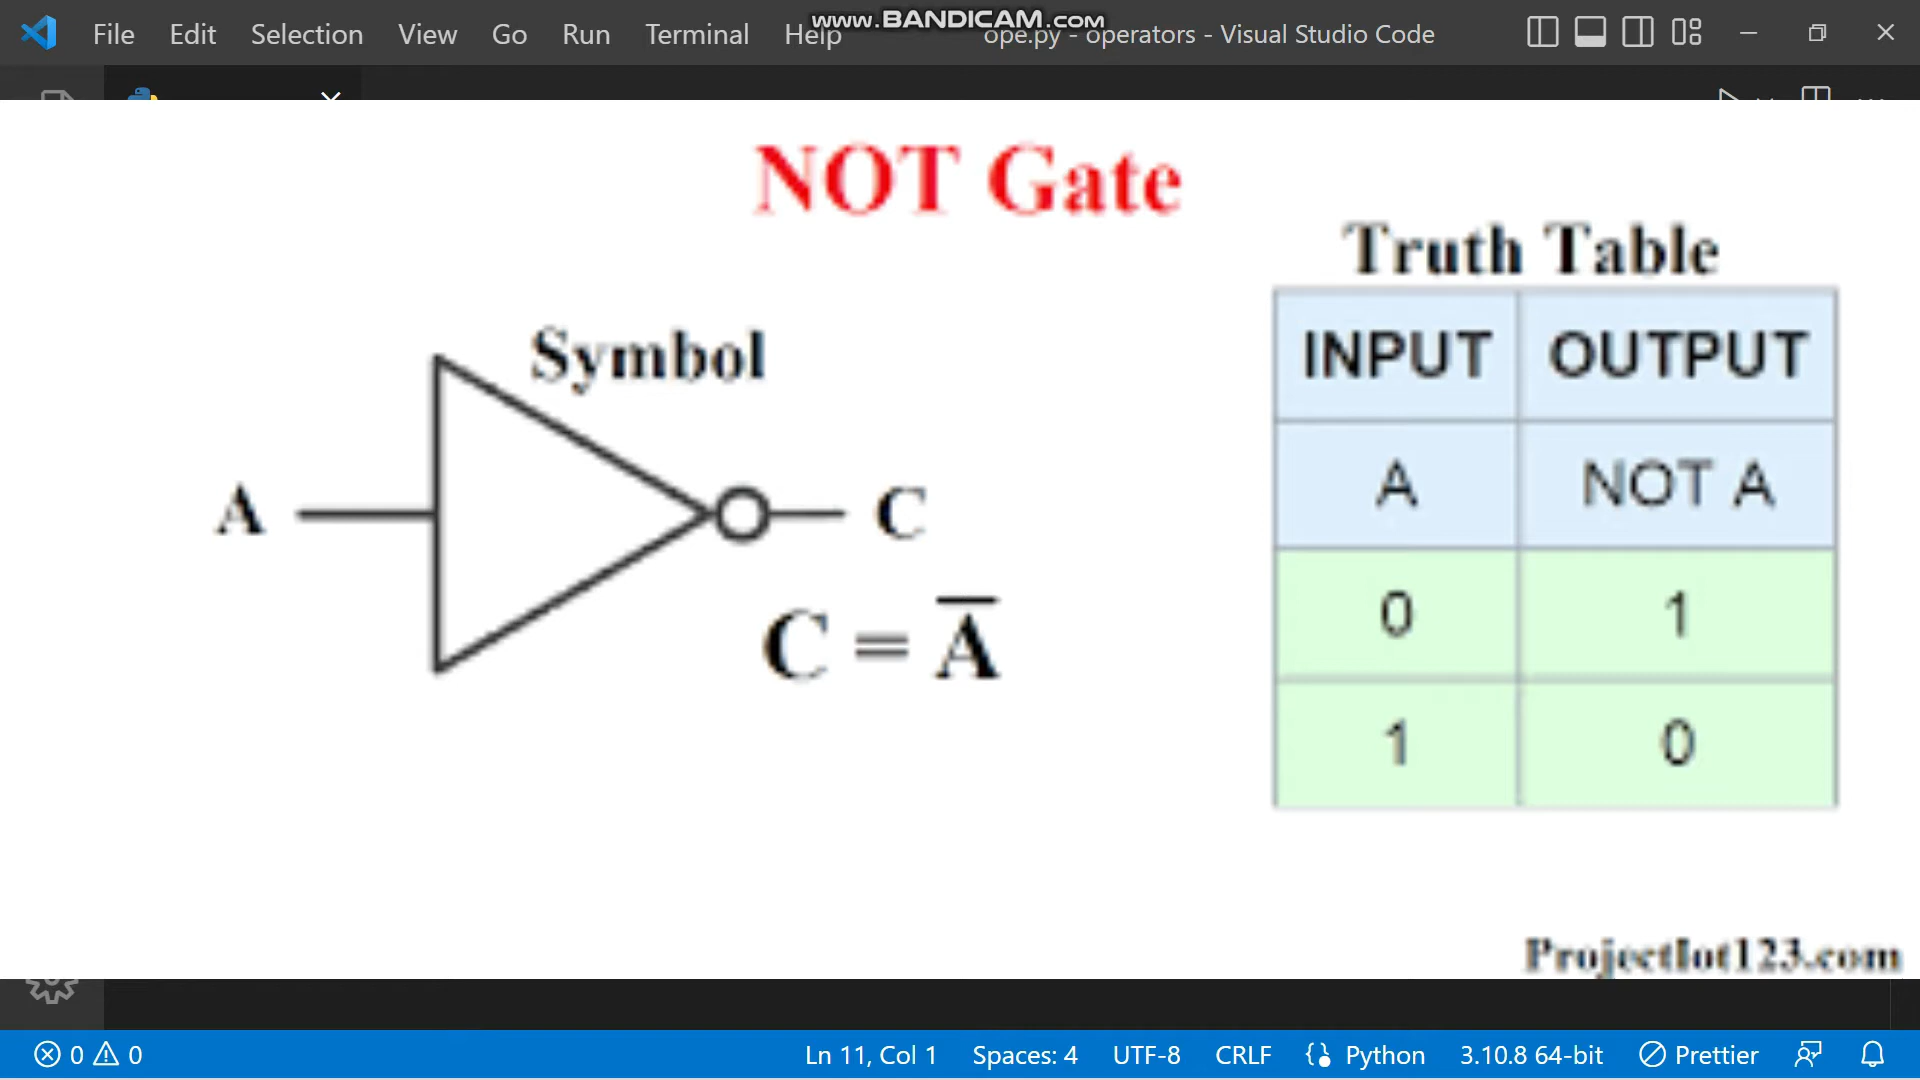 www.BANDICAM.com
File Edit Selection View Go Run Terminal Help ope.py - operators - Visual Studio Code
NOT Gate
Truth Table
Symbol
INPUT OUTPUT
A NOT A
A C
0 1
C = A̅
1 0
ProjectIot123.com
0 0 Ln 11, Col 1 Spaces: 4 UTF-8 CRLF Python 3.10.8 64-bit Prettier